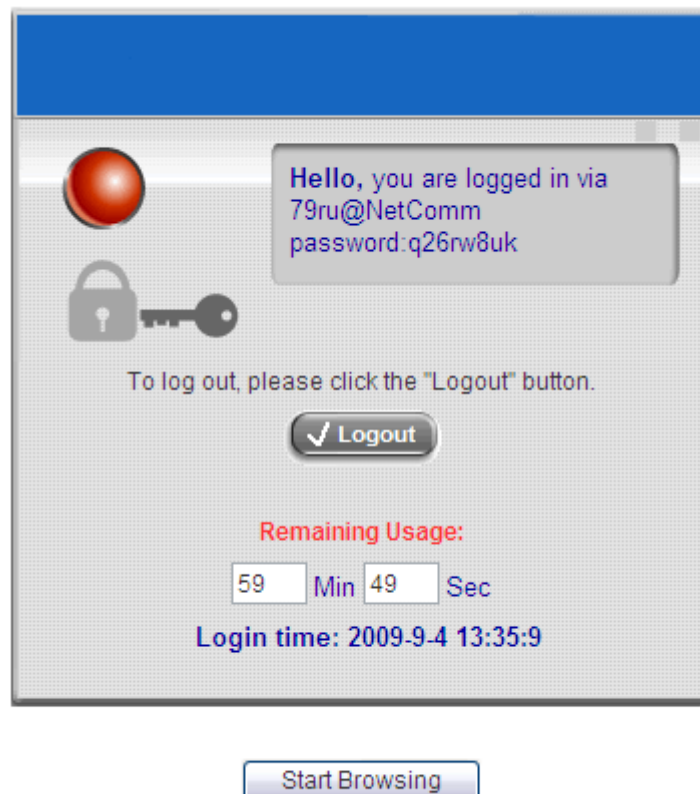 Hello, you are logged in via
79ru@NetComm
password:q26rw8uk
To log out, please click the "Logout" button.
Logout
Remaining Usage:
59 Min 49 Sec
Login time: 2009-9-4 13:35:9
Start Browsing